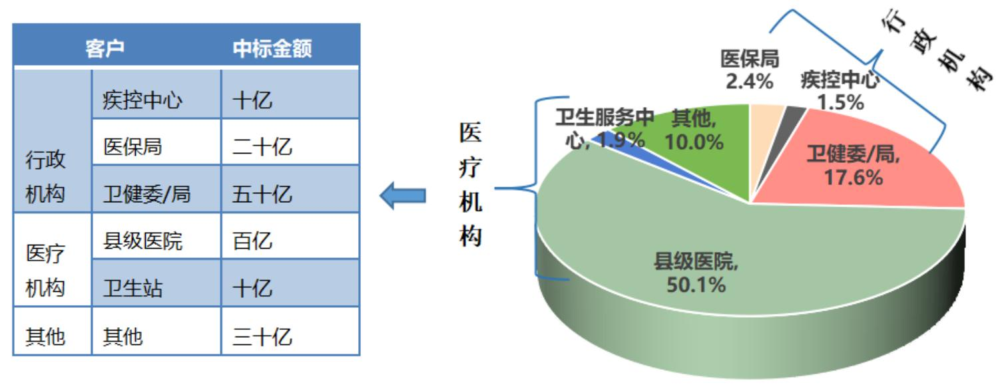 客户 中标金额
行政
机构
疾控中心 十亿
医保局 二十亿
卫健委/局 五十亿
医疗
机构
县级医院 百亿
卫生站 十亿
其他 其他 三十亿
医
疗
机
构
行
政
机
构
医保局
2.4%
疾控中心
1.5%
卫生服务中
心, 1.9%
其他,
10.0%
卫健委/局,
17.6%
县级医院,
50.1%